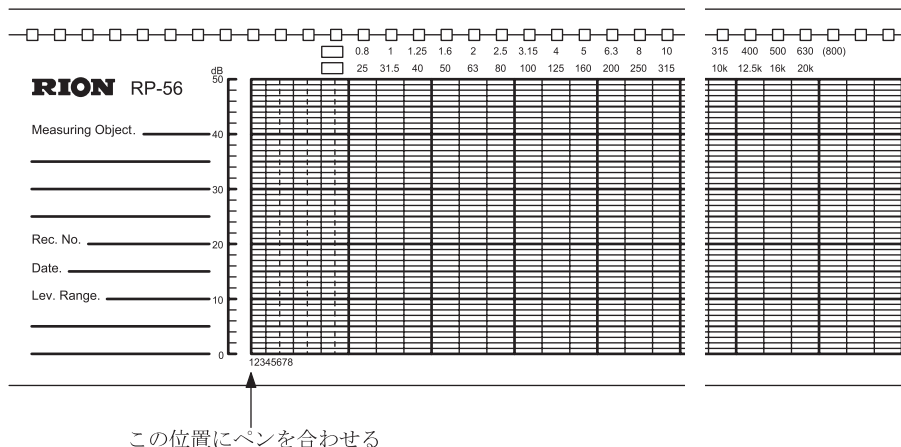 0.8 1 1.25 1.6 2 2.5 3.15 4 5 6.3 8 10 315 400 500 630 (800)
25 31.5 40 50 63 80 100 125 160 200 250 315 10k 12.5k 16k 20k
dB
RION RP-56
50
Measuring Object.
40
30
Rec. No.
20
Date.
Lev. Range.
10
0
12345678
この位置にペンを合わせる